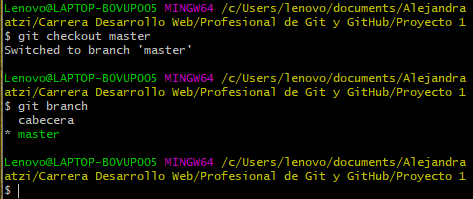 Lenovo@LAPTOP-BOVUPOO5 MINGW64 /c/Users/lenovo/documents/Alejandra
atzi/Carrera Desarrollo Web/Profesional de Git y GitHub/Proyecto 1
$ git checkout master
Switched to branch 'master'
Lenovo@LAPTOP-BOVUPOO5 MINGW64 /c/Users/lenovo/documents/Alejandra
atzi/Carrera Desarrollo Web/Profesional de Git y GitHub/Proyecto 1
$ git branch
cabecera
* master
Lenovo@LAPTOP-BOVUPOO5 MINGW64 /c/Users/lenovo/documents/Alejandra
atzi/Carrera Desarrollo Web/Profesional de Git y GitHub/Proyecto 1
$